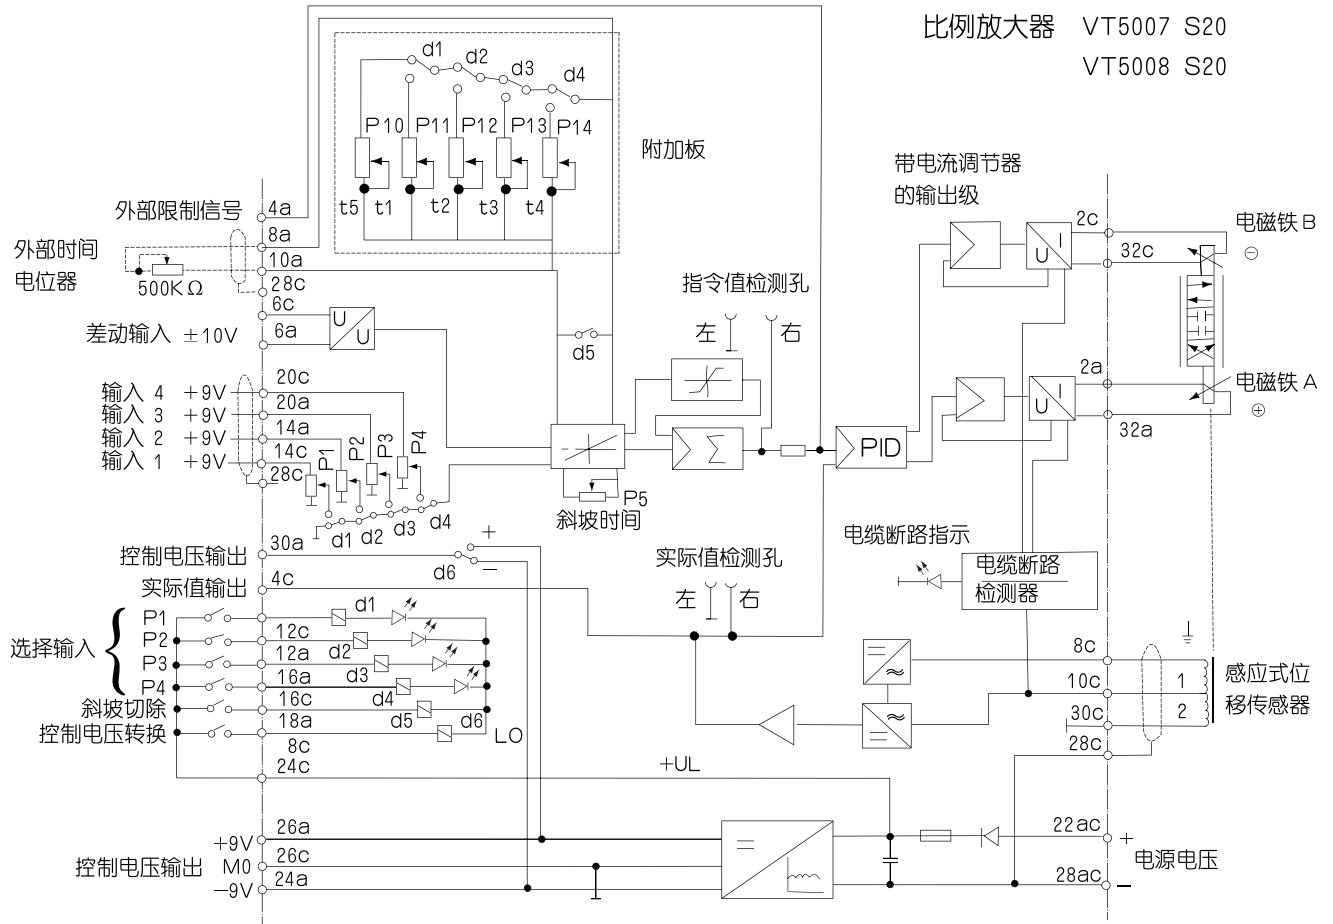 比例放大器 VT5007 S20
VT5008 S20
d1
d2
d3
d4
P10
P11
P12
P13
P14
t5
t1
t2
t3
t4
附加板
带电流调节器
的输出级
外部限制信号
4a
8a
外部时间
电位器
500KΩ
10a
28c
6c
差动输入 ±10V
6a
U
U
d5
指令值检测孔
左
右
2c
32c
电磁铁 B
⊖
U
I
2a
32a
电磁铁 A
⊕
U
I
输入 4 +9V
20c
输入 3 +9V
20a
输入 2 +9V
14a
输入 1 +9V
14c
28c
P1
P2
P3
P4
d1
d2
d3
d4
Σ
PID
P5
斜坡时间
控制电压输出
30a
+
−
d6
实际值输出
4c
实际值检测孔
左
右
电缆断路指示
电缆断路
检测器
选择输入
P1
P2
P3
P4
d1
12c
d2
12a
d3
16a
d4
斜坡切除
16c
d5
d6
控制电压转换
18a
8c
LO
24c
+UL
8c
10c
30c
28c
1
2
感应式位
移传感器
+9V
26a
控制电压输出 M0
26c
−9V
24a
22ac
+
电源电压
28ac
−